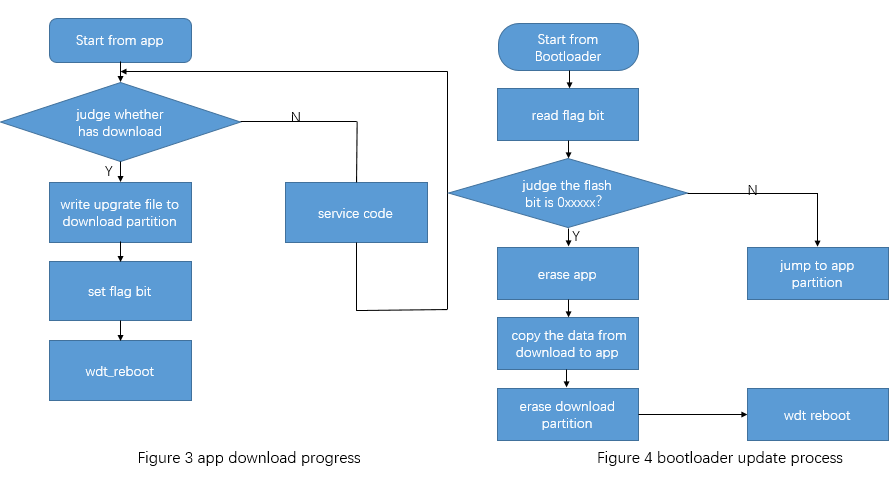 Start from app
judge whether
has download
N
Y
write upgrate file to
download partition
service code
set flag bit
wdt_reboot
Figure 3 app download progress
Start from
Bootloader
read flag bit
judge the flash
bit is 0xxxxx?
N
Y
erase app
jump to app
partition
copy the data from
download to app
erase download
partition
wdt reboot
Figure 4 bootloader update process